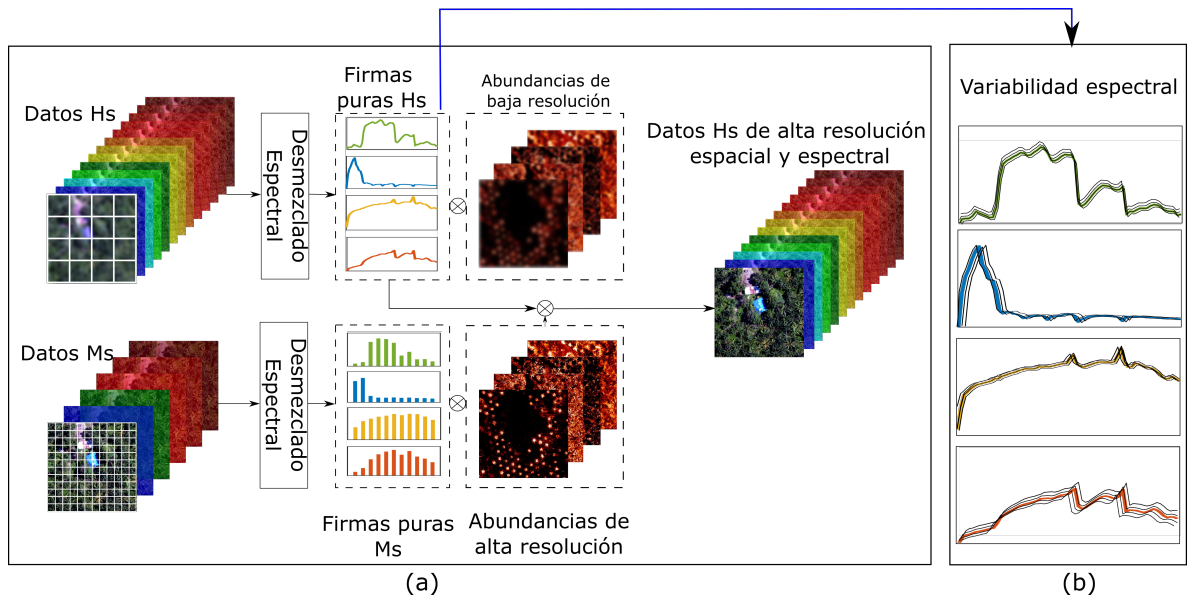 Datos Hs
Desmezclado
Espectral
Firmas
puras Hs
Abundancias de
baja resolución
Datos Hs de alta resolución
espacial y espectral
Datos Ms
Desmezclado
Espectral
Firmas puras
Ms
Abundancias de
alta resolución
(a)
Variabilidad espectral
(b)